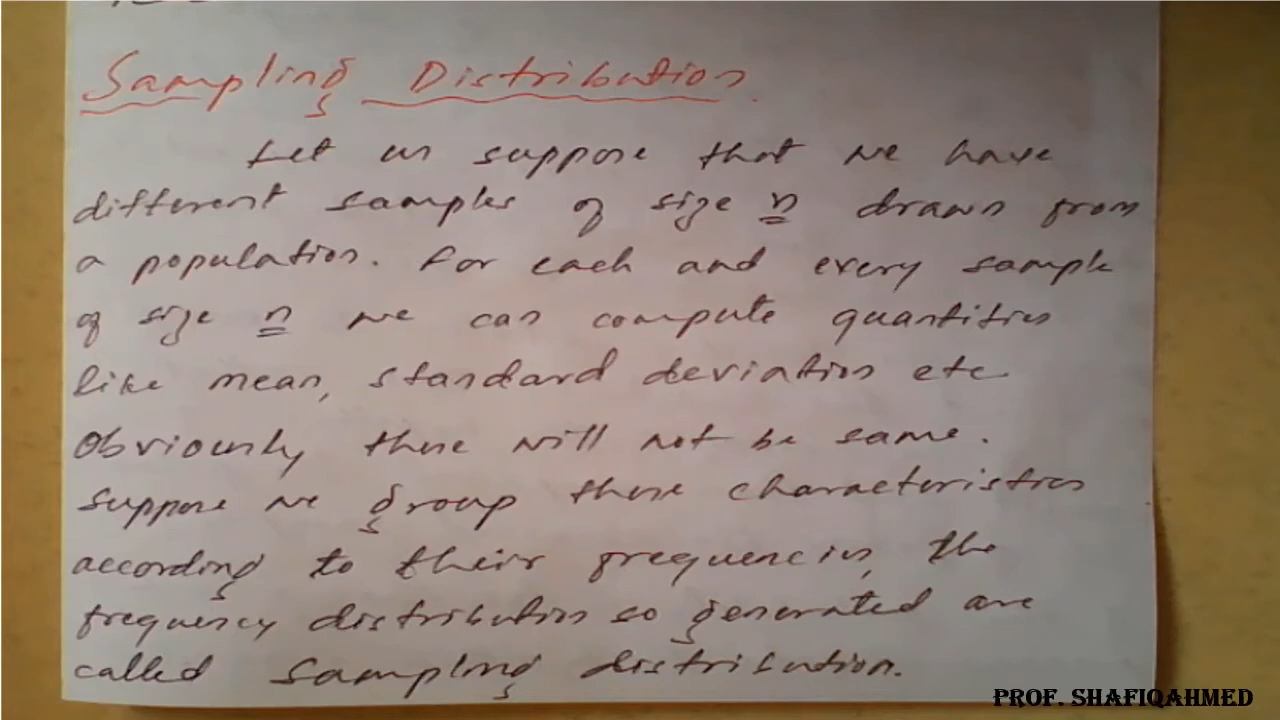 Sampling Distribution.
Let us suppose that we have
different samples of size n drawn from
a population. For each and every sample
of size n we can compute quantities
like mean, standard deviation etc
Obviously these will not be same.
suppose we group these characteristics
according to their frequencies, the
frequency distribution so generated are
called sampling distribution.
PROF. SHAFIQAHMED